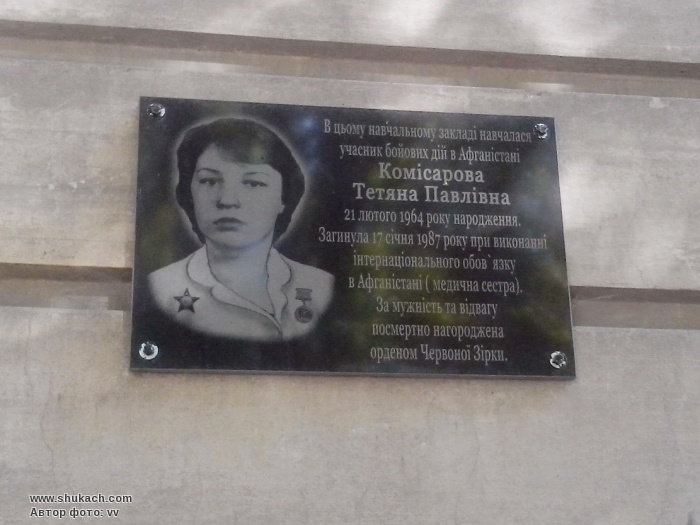 В цьому навчальному закладі навчалася
учасник бойових дій в Афганістані
Комісарова
Тетяна Павлівна
21 лютого 1964 року народження.
Загинула 17 січня 1987 року при виконанні
інтернаціонального обов`язку
в Афганістані ( медична сестра).
За мужність та відвагу
посмертно нагороджена
орденом Червоної Зірки.
www.shukach.com
Автор фото: vv